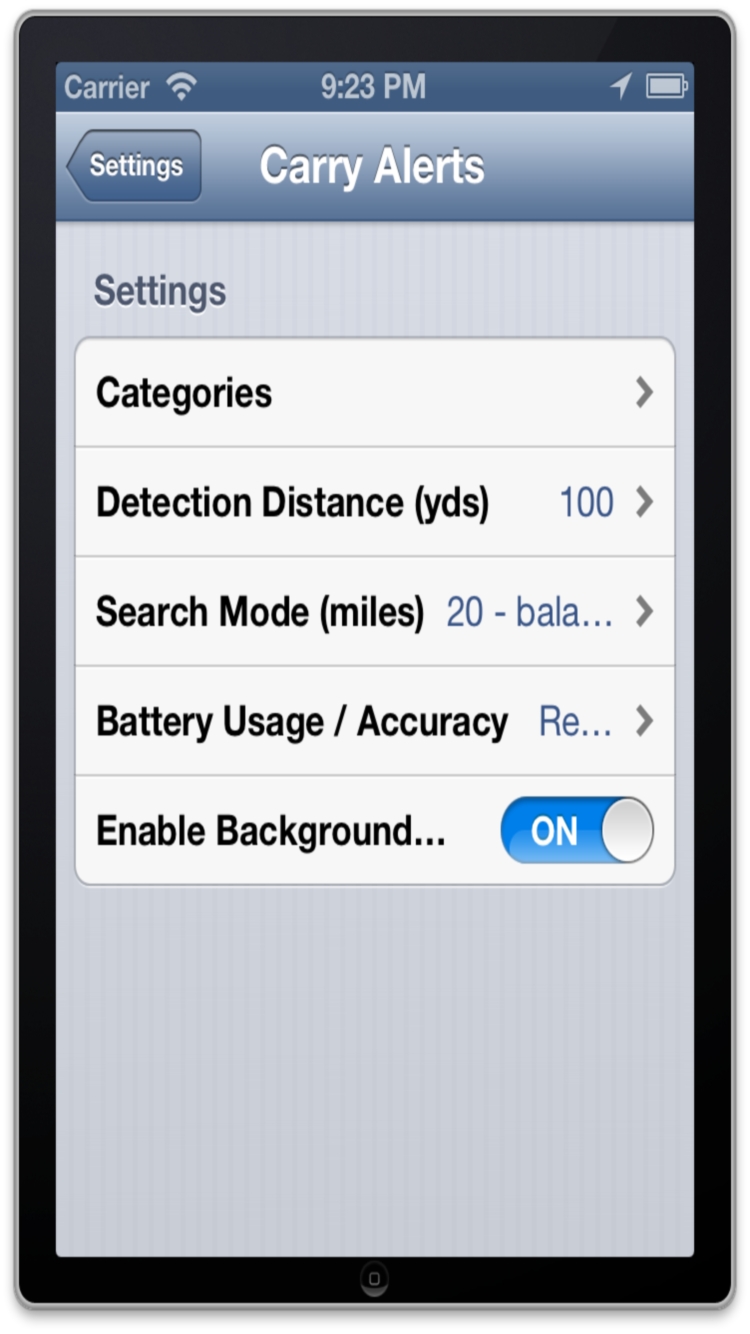 Carrier 9:23 PM
Settings Carry Alerts
Settings
Categories
Detection Distance (yds) 100
Search Mode (miles) 20 - bala...
Battery Usage / Accuracy Re...
Enable Background... ON